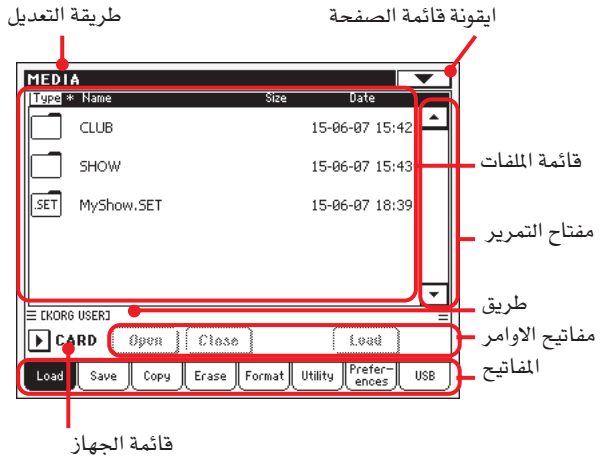 طريقة التعديل
ايقونة قائمة الصفحة
MEDIA
Type * Name Size Date
CLUB 15-06-07 15:42
SHOW 15-06-07 15:43
.SET MyShow.SET 15-06-07 18:39
قائمة الملفات
مفتاح التمرير
[KORG USER]
طريق
CARD Open Close Load
مفاتيح الاوامر
Load Save Copy Erase Format Utility Prefer-ences USB
المفاتيح
قائمة الجهاز